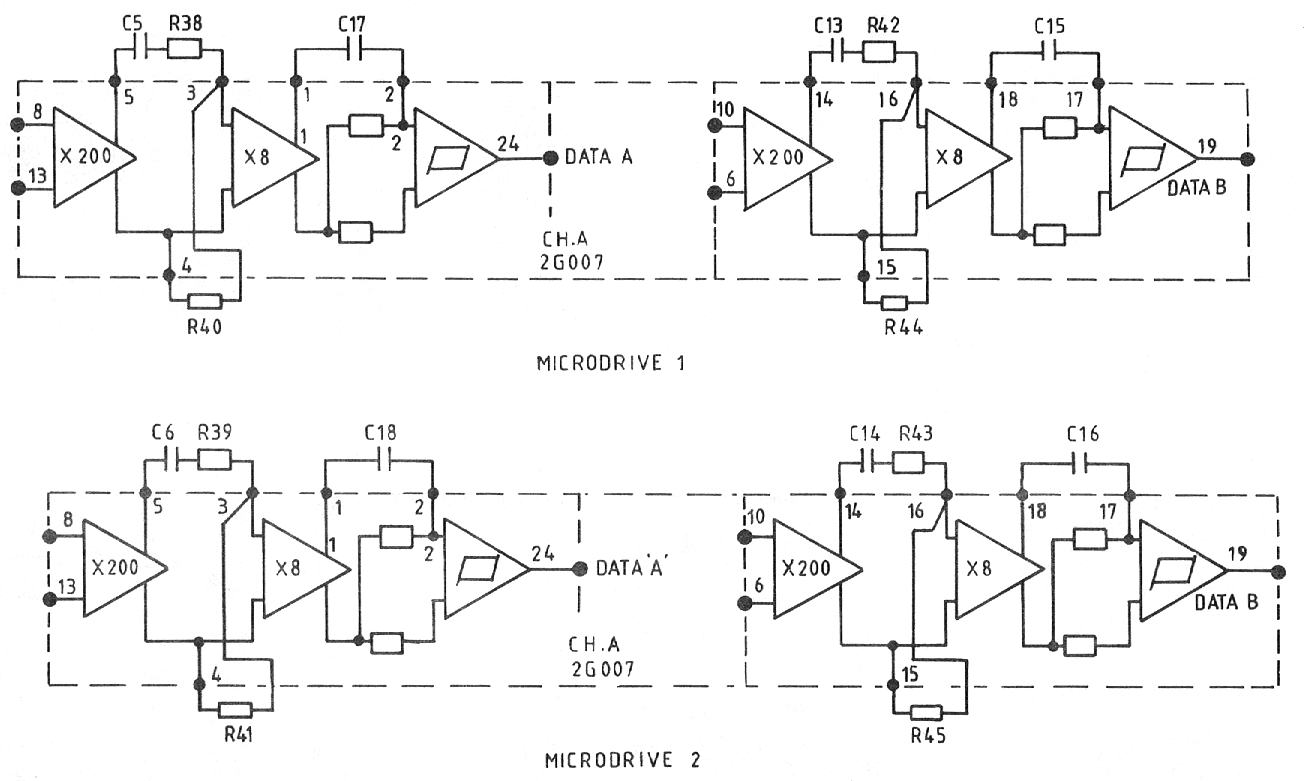 C5 R38 C17 C13 R42 C15
5 3 1 2 14 16 18 17
8 10
X200 X8 1 2 24 DATA A X200 X8 19
13 6 DATA B
CH.A
4 2G007 15
R40 R44
MICRODRIVE 1
C6 R39 C18 C14 R43 C16
5 3 1 2 14 16 18 17
8 10
X200 X8 1 2 24 DATA 'A' X200 X8 19
13 6 DATA B
CH.A
4 2G007 15
R41 R45
MICRODRIVE 2